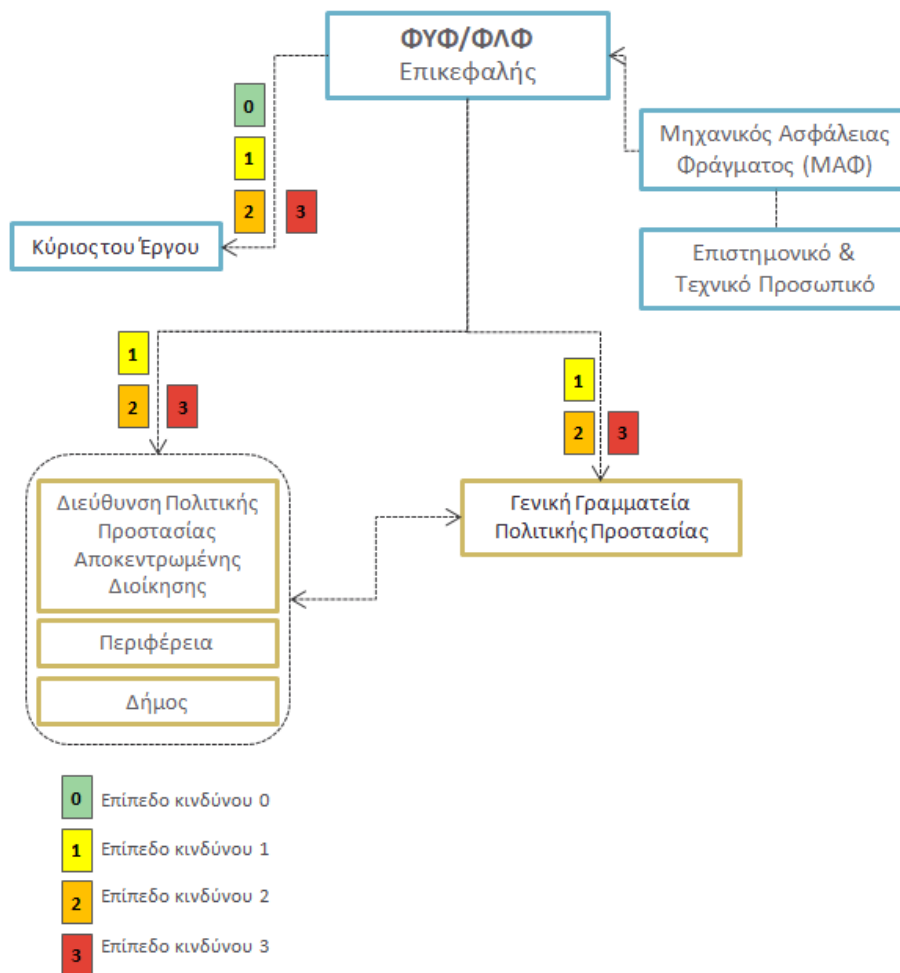 ΦΥΦ/ΦΛΦ
Επικεφαλής
Μηχανικός Ασφάλειας
Φράγματος (ΜΑΦ)
Επιστημονικό &
Τεχνικό Προσωπικό
0
1
2
3
Κύριος του Έργου
1
2
3
1
2
3
Διεύθυνση Πολιτικής
Προστασίας
Αποκεντρωμένης
Διοίκησης
Περιφέρεια
Δήμος
Γενική Γραμματεία
Πολιτικής Προστασίας
0 Επίπεδο κινδύνου 0
1 Επίπεδο κινδύνου 1
2 Επίπεδο κινδύνου 2
3 Επίπεδο κινδύνου 3